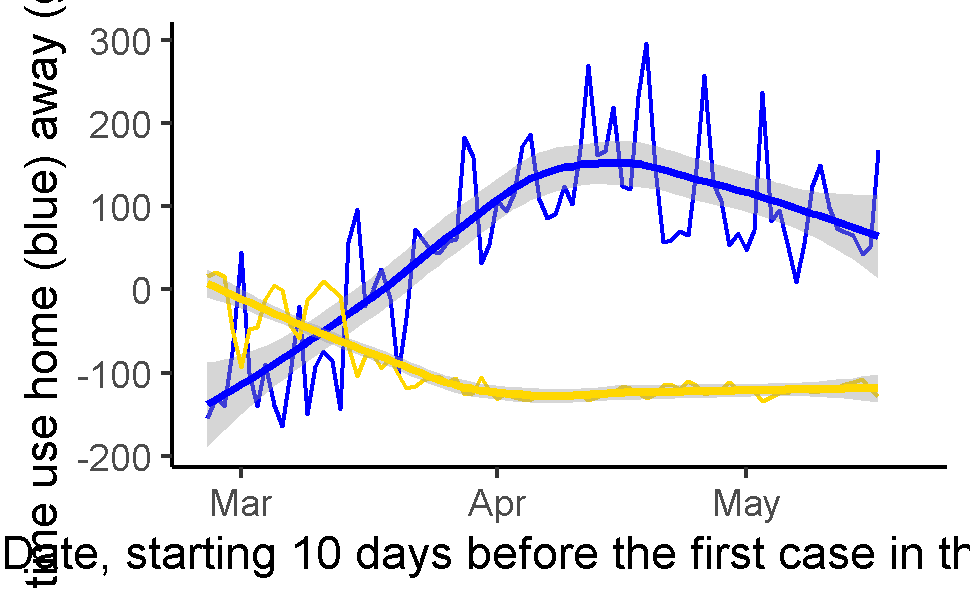 time use home (blue) away (
300
200
100
0
-100
-200
Mar Apr May
Date, starting 10 days before the first case in th